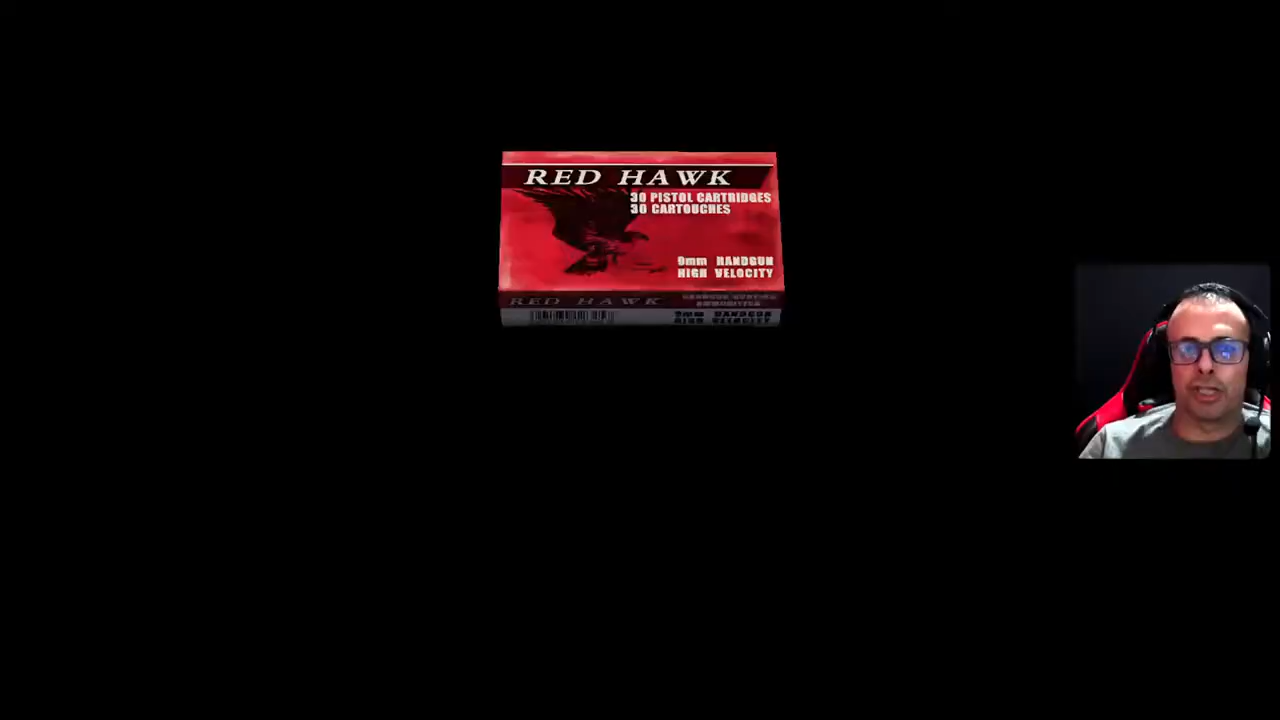 RED HAWK
30 PISTOL CARTRIDGES
30 CARTOUCHES
9mm HANDGUN
HIGH VELOCITY
RED HAWK
9mm HANDGUN
HIGH VELOCITY